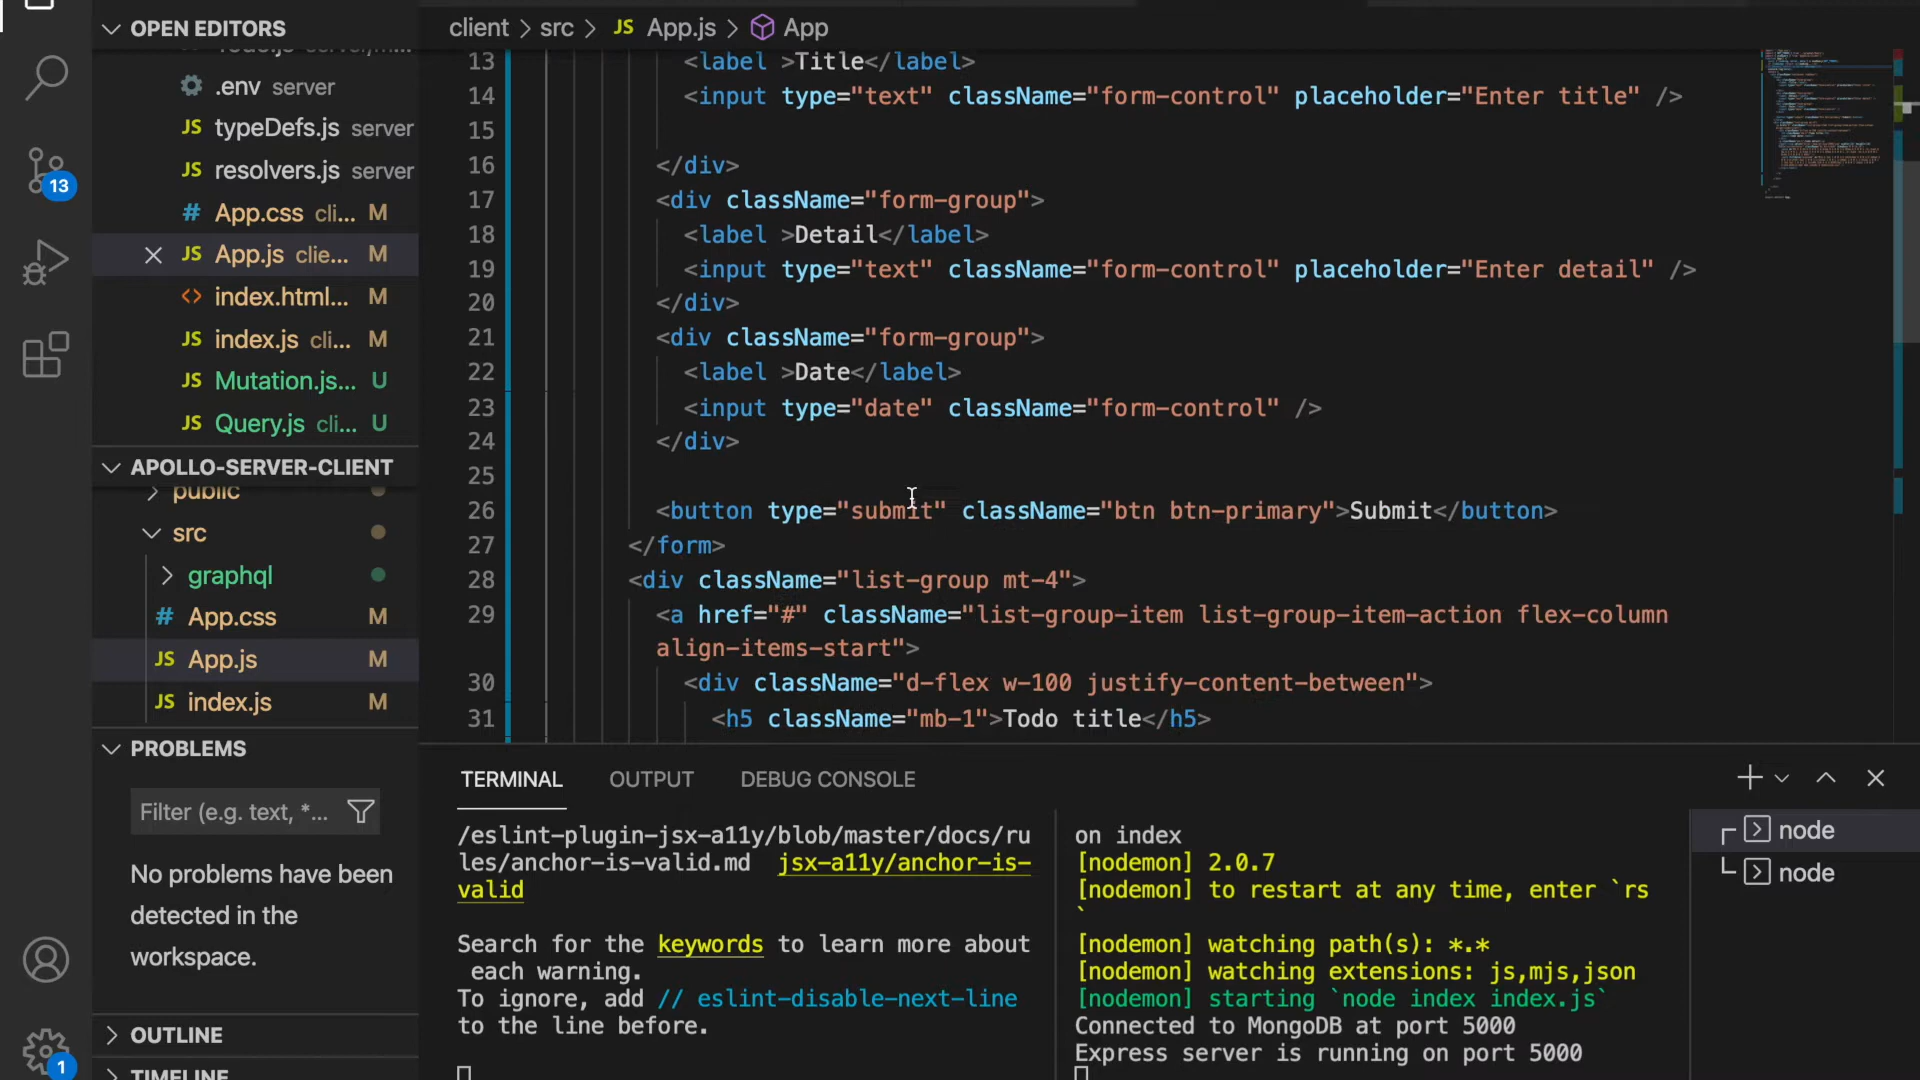 OPEN EDITORS
.env server
JS typeDefs.js server
JS resolvers.js server
# App.css cli... M
JS App.js clie... M
<> index.html... M
JS index.js cli... M
JS Mutation.js... U
JS Query.js cli... U
APOLLO-SERVER-CLIENT
public
src
graphql
# App.css M
JS App.js M
JS index.js M
PROBLEMS
Filter (e.g. text, *...
No problems have been
detected in the
workspace.
OUTLINE
TIMELINE
13
1
client > src > JS App.js > App
13 <label >Title</label>
14 <input type="text" className="form-control" placeholder="Enter title" />
15
16 </div>
17 <div className="form-group">
18 <label >Detail</label>
19 <input type="text" className="form-control" placeholder="Enter detail" />
20 </div>
21 <div className="form-group">
22 <label >Date</label>
23 <input type="date" className="form-control" />
24 </div>
25
26 <button type="submit" className="btn btn-primary">Submit</button>
27 </form>
28 <div className="list-group mt-4">
29 <a href="#" className="list-group-item list-group-item-action flex-column
align-items-start">
30 <div className="d-flex w-100 justify-content-between">
31 <h5 className="mb-1">Todo title</h5>
TERMINAL OUTPUT DEBUG CONSOLE
/eslint-plugin-jsx-a11y/blob/master/docs/ru
les/anchor-is-valid.md jsx-a11y/anchor-is-
valid
Search for the keywords to learn more about
each warning.
To ignore, add // eslint-disable-next-line
to the line before.
on index
[nodemon] 2.0.7
[nodemon] to restart at any time, enter `rs
`
[nodemon] watching path(s): *.*
[nodemon] watching extensions: js,mjs,json
[nodemon] starting `node index index.js`
Connected to MongoDB at port 5000
Express server is running on port 5000
node
node